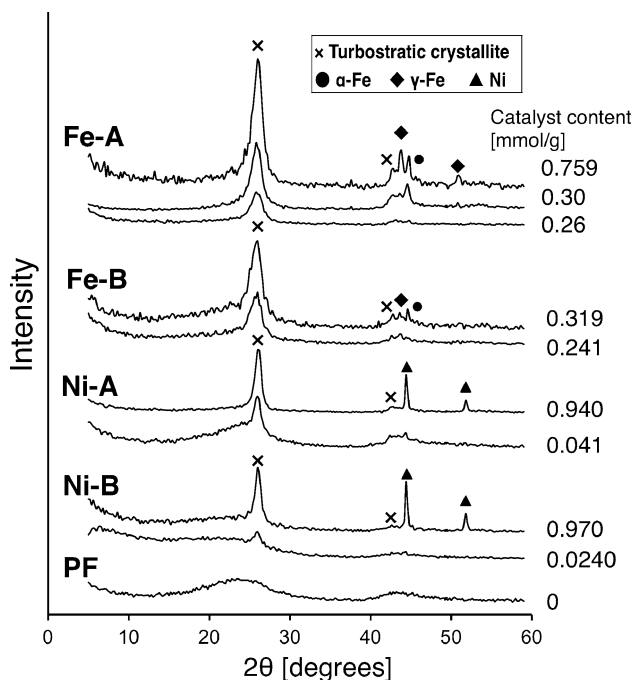 × Turbostratic crystallite
● α-Fe ◆ γ-Fe ▲ Ni
Catalyst content
[mmol/g]
Fe-A
0.759
0.30
0.26
Fe-B
0.319
0.241
Ni-A
0.940
0.041
Ni-B
0.970
0.0240
PF
0
Intensity
0 10 20 30 40 50 60
2θ [degrees]